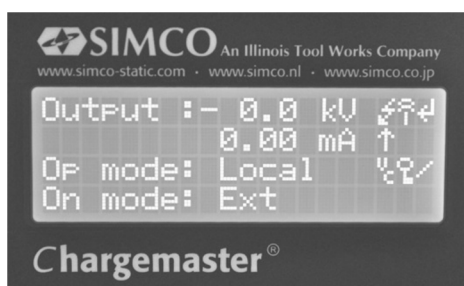 SIMCO An Illinois Tool Works Company
www.simco-static.com · www.simco.nl · www.simco.co.jp
Output :- 0.0 kV
0.00 mA ↑
Op mode: Local
On mode: Ext
Chargemaster®